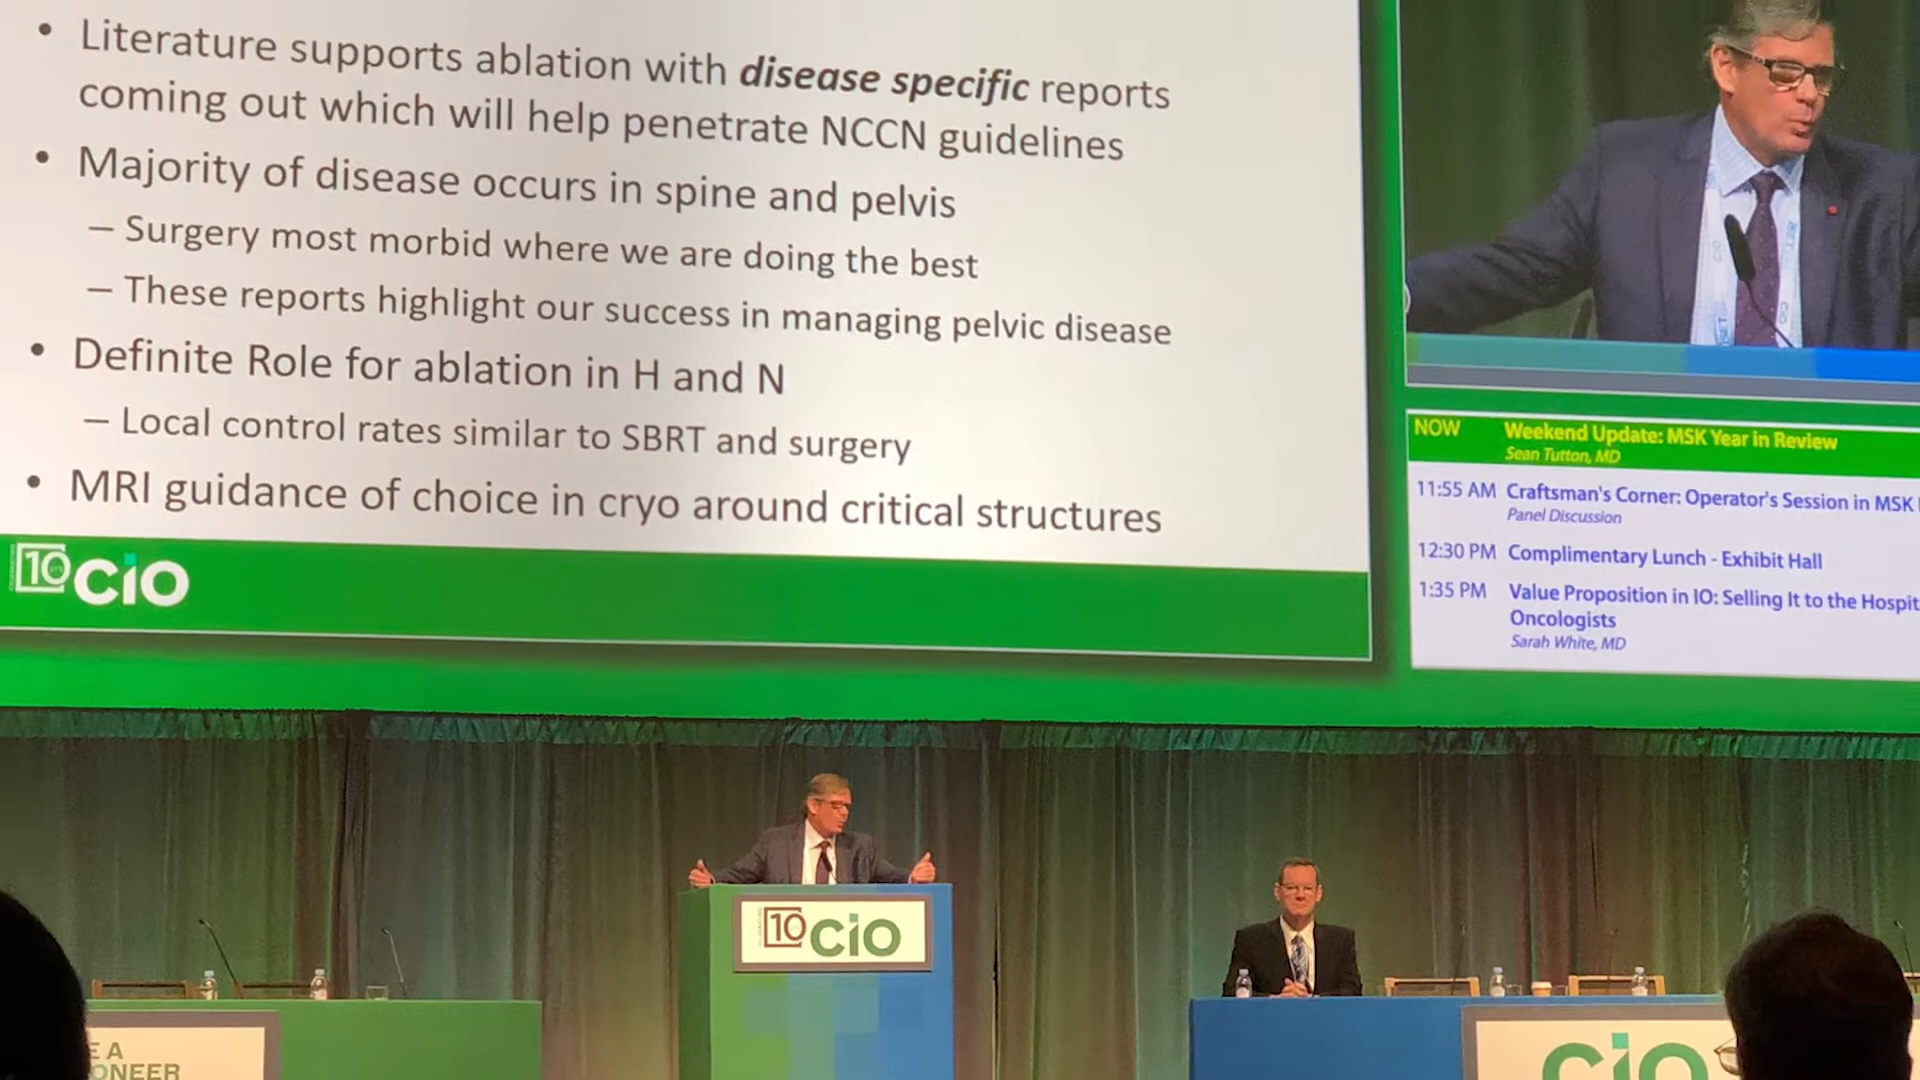 • Literature supports ablation with disease specific reports
coming out which will help penetrate NCCN guidelines
• Majority of disease occurs in spine and pelvis
– Surgery most morbid where we are doing the best
– These reports highlight our success in managing pelvic disease
• Definite Role for ablation in H and N
– Local control rates similar to SBRT and surgery
• MRI guidance of choice in cryo around critical structures
10 cio
NOW Weekend Update: MSK Year in Review
Sean Tutton, MD
11:55 AM Craftsman's Corner: Operator's Session in MSK
Panel Discussion
12:30 PM Complimentary Lunch - Exhibit Hall
1:35 PM Value Proposition in IO: Selling It to the Hospit
Oncologists
Sarah White, MD
10 cio
E A
ONEER
cio